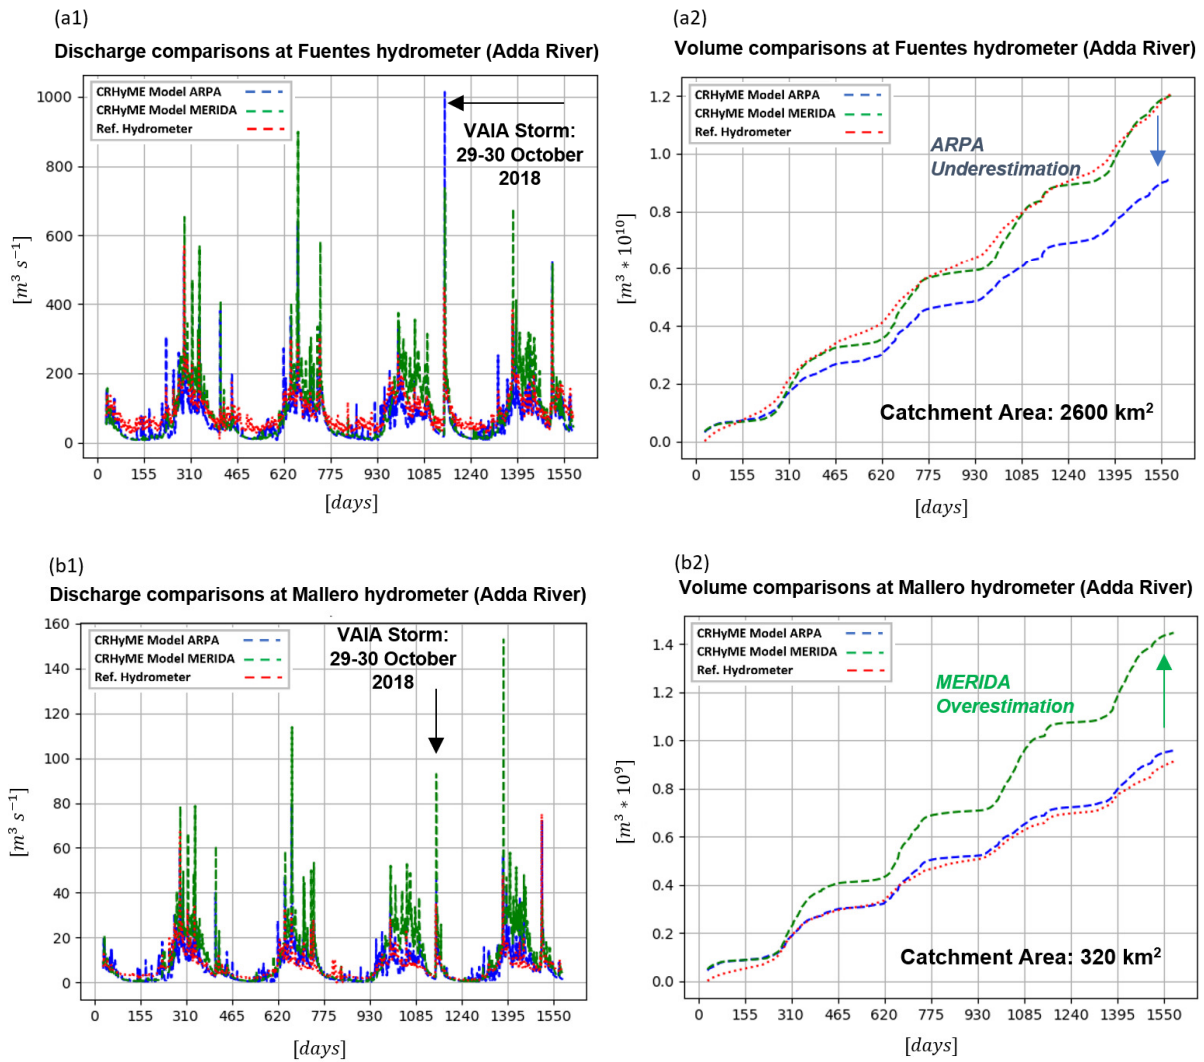 (a1)
Discharge comparisons at Fuentes hydrometer (Adda River)
CRHyME Model ARPA
CRHyME Model MERIDA
Ref. Hydrometer
VAIA Storm:
29-30 October
2018
1000
800
600
400
200
0
[m³ s⁻¹]
0 155 310 465 620 775 930 1085 1240 1395 1550
[days]
(a2)
Volume comparisons at Fuentes hydrometer (Adda River)
CRHyME Model ARPA
CRHyME Model MERIDA
Ref. Hydrometer
ARPA
Underestimation
1.2
1.0
0.8
0.6
0.4
0.2
0.0
[m³ * 10¹⁰]
Catchment Area: 2600 km²
0 155 310 465 620 775 930 1085 1240 1395 1550
[days]
(b1)
Discharge comparisons at Mallero hydrometer (Adda River)
CRHyME Model ARPA
CRHyME Model MERIDA
Ref. Hydrometer
VAIA Storm:
29-30 October
2018
160
140
120
100
80
60
40
20
0
[m³ s⁻¹]
0 155 310 465 620 775 930 1085 1240 1395 1550
[days]
(b2)
Volume comparisons at Mallero hydrometer (Adda River)
CRHyME Model ARPA
CRHyME Model MERIDA
Ref. Hydrometer
MERIDA
Overestimation
1.4
1.2
1.0
0.8
0.6
0.4
0.2
0.0
[m³ * 10⁹]
Catchment Area: 320 km²
0 155 310 465 620 775 930 1085 1240 1395 1550
[days]